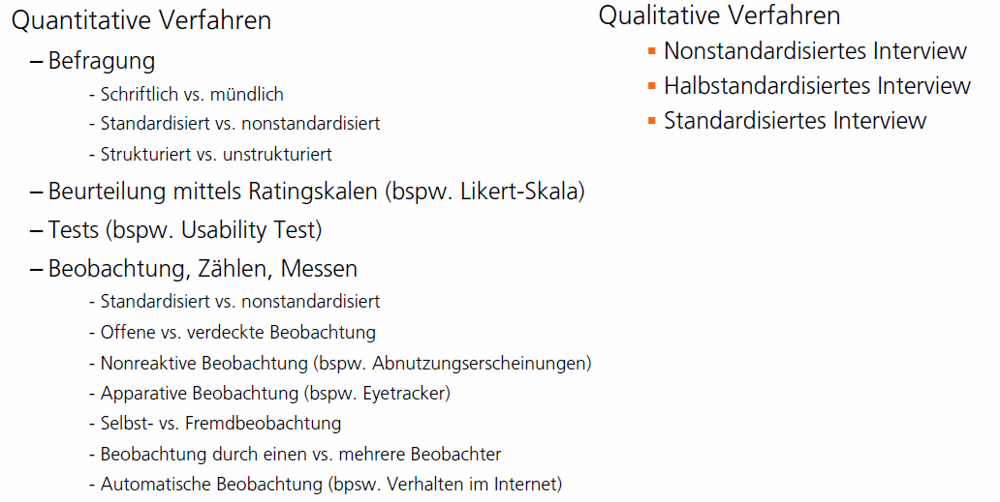 Quantitative Verfahren
– Befragung
- Schriftlich vs. mündlich
- Standardisiert vs. nonstandardisiert
- Strukturiert vs. unstrukturiert
– Beurteilung mittels Ratingskalen (bspw. Likert-Skala)
– Tests (bspw. Usability Test)
– Beobachtung, Zählen, Messen
- Standardisiert vs. nonstandardisiert
- Offene vs. verdeckte Beobachtung
- Nonreaktive Beobachtung (bspw. Abnutzungserscheinungen)
- Apparative Beobachtung (bspw. Eyetracker)
- Selbst- vs. Fremdbeobachtung
- Beobachtung durch einen vs. mehrere Beobachter
- Automatische Beobachtung (bpsw. Verhalten im Internet)
Qualitative Verfahren
▪ Nonstandardisiertes Interview
▪ Halbstandardisiertes Interview
▪ Standardisiertes Interview